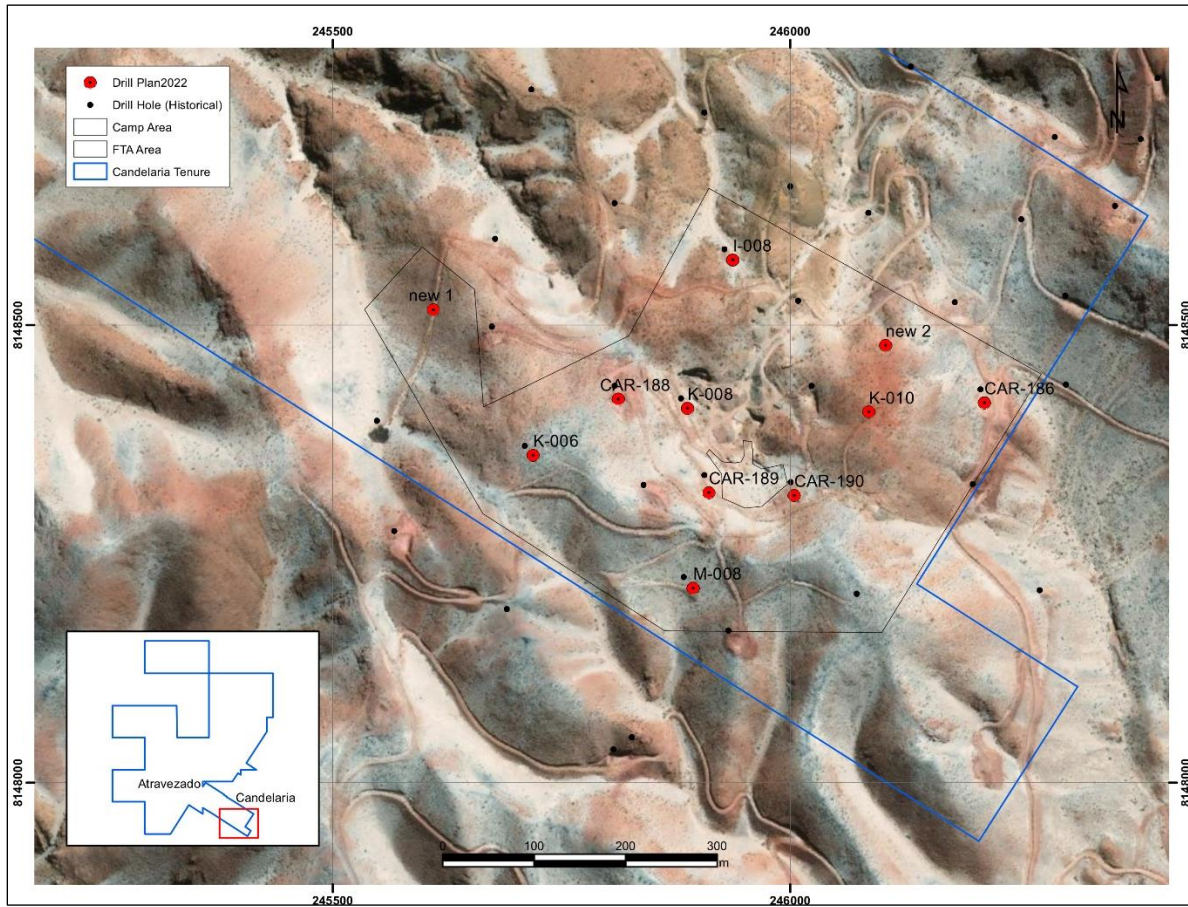 245500
246000
Drill Plan2022
Drill Hole (Historical)
Camp Area
FTA Area
Candelaria Tenure
N
I-008
new 1
8148500
8148500
new 2
CAR-188
K-008
CAR-186
K-010
K-006
CAR-189
CAR-190
M-008
Atravezado
Candelaria
8148000
8148000
0
100
200
300
m
245500
246000